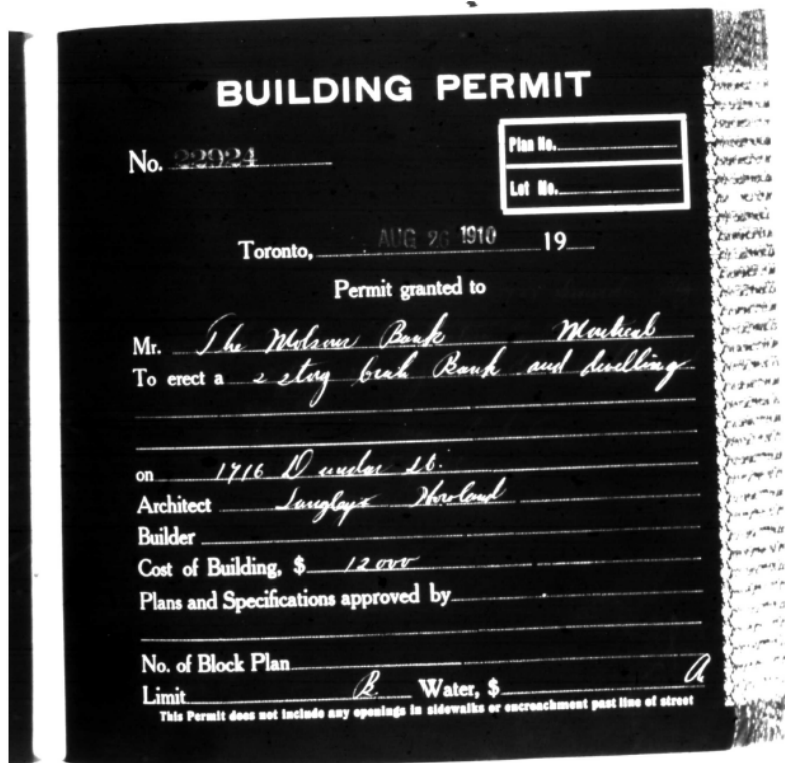 BUILDING PERMIT
No. 22924
Plan No.
Lot No.
Toronto, AUG 26 1910 19
Permit granted to
Mr. The Molsons Bank Montreal
To erect a 2 story brick Bank and dwelling
on 1716 Dundas St.
Architect Langley & Howland
Builder
Cost of Building, $ 12000
Plans and Specifications approved by
No. of Block Plan
Limit B. Water, $ A
This Permit does not include any openings in sidewalks or encroachment past line of street